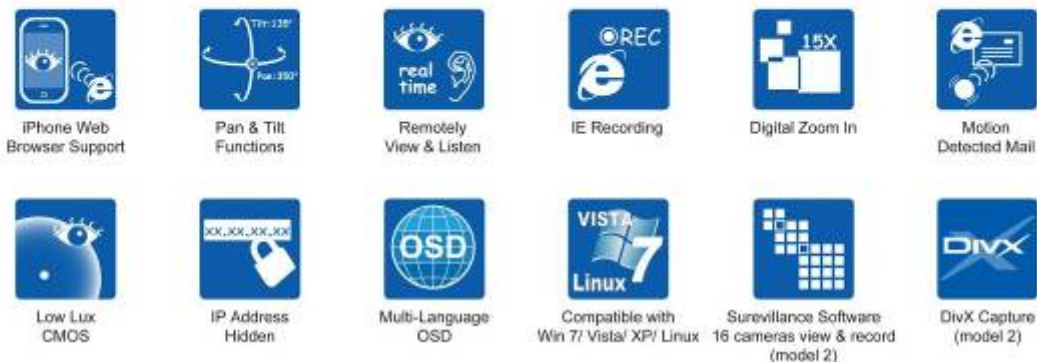 Tilt:135°
Pan:350°
real
time
REC
15X
iPhone Web
Browser Support
Pan & Tilt
Functions
Remotely
View & Listen
IE Recording
Digital Zoom In
Motion
Detected Mail
xx.xx.xx.xx
OSD
VISTA
7
Linux
DivX
Low Lux
CMOS
IP Address
Hidden
Multi-Language
OSD
Compatible with
Win 7/ Vista/ XP/ Linux
Surevillance Software
16 cameras view & record
(model 2)
DivX Capture
(model 2)